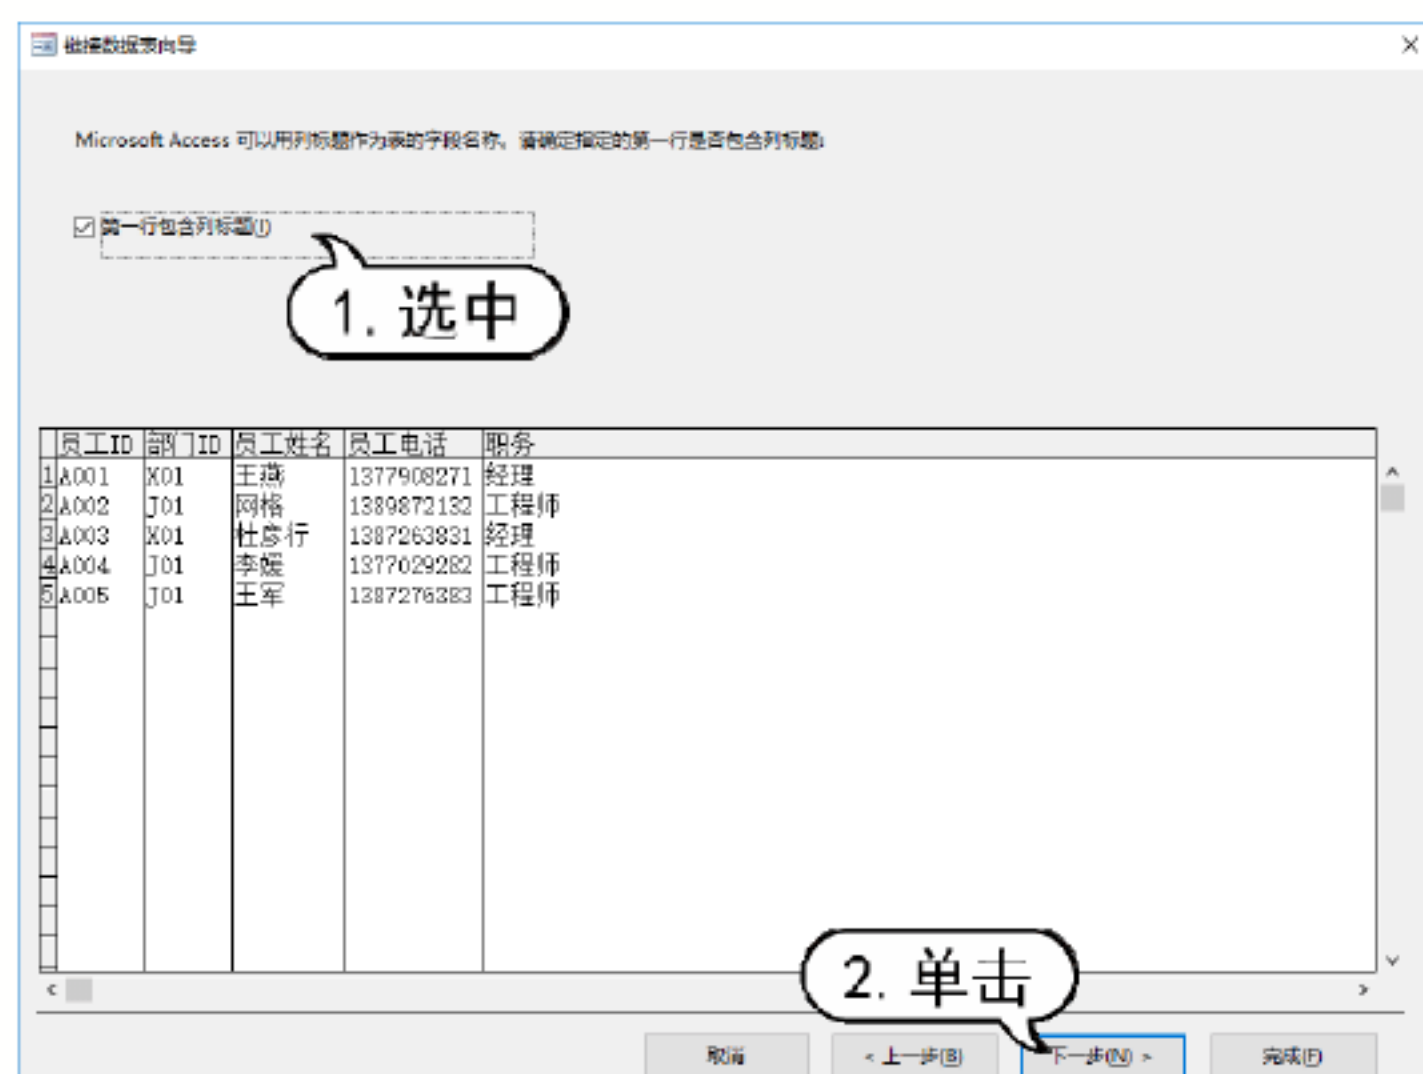 链接数据表向导
Microsoft Access 可以用列标题作为表的字段名称。请确定指定的第一行是否包含列标题:
第一行包含列标题(I)
1. 选中
员工ID 部门ID 员工姓名 员工电话 职务
1 A001 X01 王燕 1377908271 经理
2 A002 J01 网格 1389872132 工程师
3 A003 X01 杜彦行 1387263831 经理
4 A004 J01 李媛 1377029282 工程师
5 A005 J01 王军 1387276383 工程师
2. 单击
取消 < 上一步(B) 下一步(N) > 完成(F)